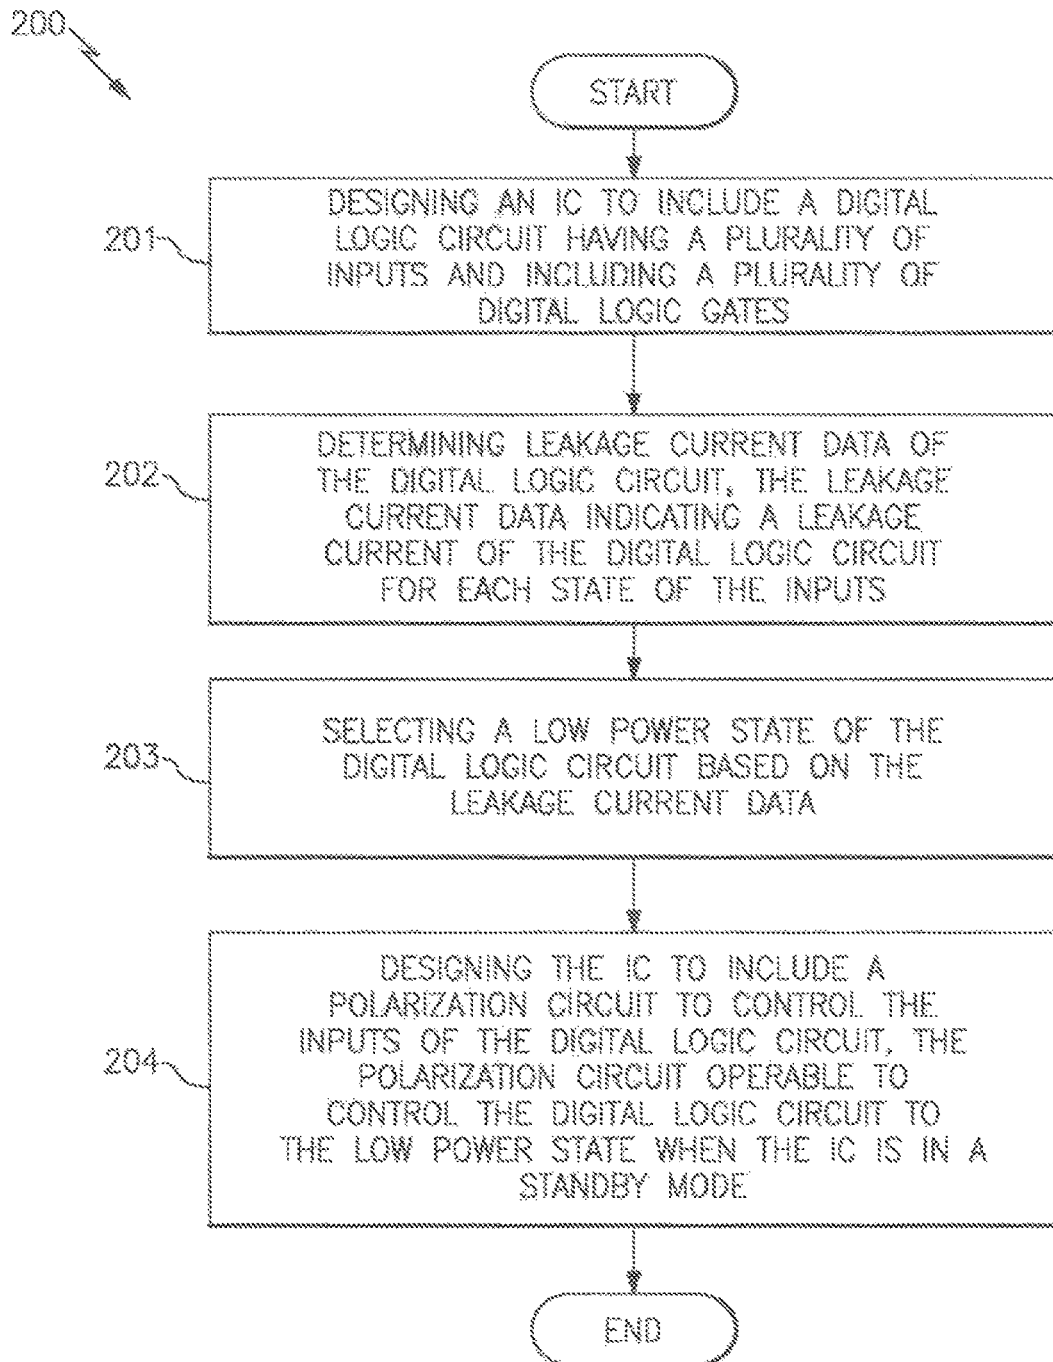 200
START
201
DESIGNING AN IC TO INCLUDE A DIGITAL
LOGIC CIRCUIT HAVING A PLURALITY OF
INPUTS AND INCLUDING A PLURALITY OF
DIGITAL LOGIC GATES
202
DETERMINING LEAKAGE CURRENT DATA OF
THE DIGITAL LOGIC CIRCUIT, THE LEAKAGE
CURRENT DATA INDICATING A LEAKAGE
CURRENT OF THE DIGITAL LOGIC CIRCUIT
FOR EACH STATE OF THE INPUTS
203
SELECTING A LOW POWER STATE OF THE
DIGITAL LOGIC CIRCUIT BASED ON THE
LEAKAGE CURRENT DATA
204
DESIGNING THE IC TO INCLUDE A
POLARIZATION CIRCUIT TO CONTROL THE
INPUTS OF THE DIGITAL LOGIC CIRCUIT, THE
POLARIZATION CIRCUIT OPERABLE TO
CONTROL THE DIGITAL LOGIC CIRCUIT TO
THE LOW POWER STATE WHEN THE IC IS IN A
STANDBY MODE
END